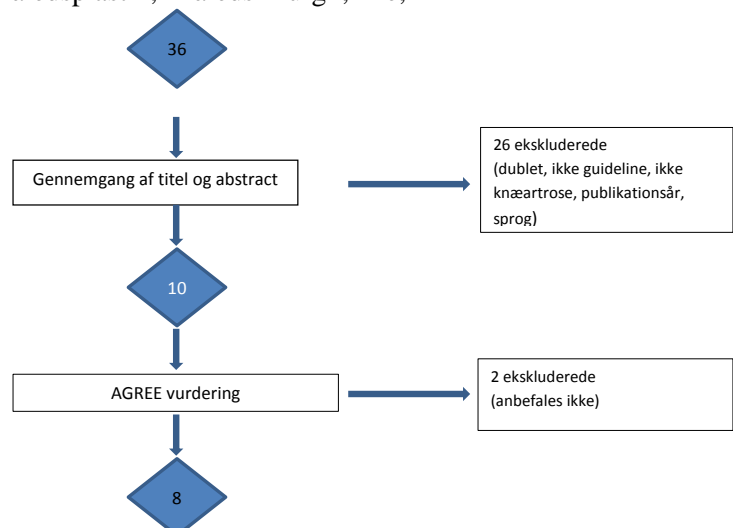 36
Gennemgang af titel og abstract
26 ekskluderede
(dublet, ikke guideline, ikke
knæartrose, publikationsår,
sprog)
10
AGREE vurdering
2 ekskluderede
(anbefales ikke)
8